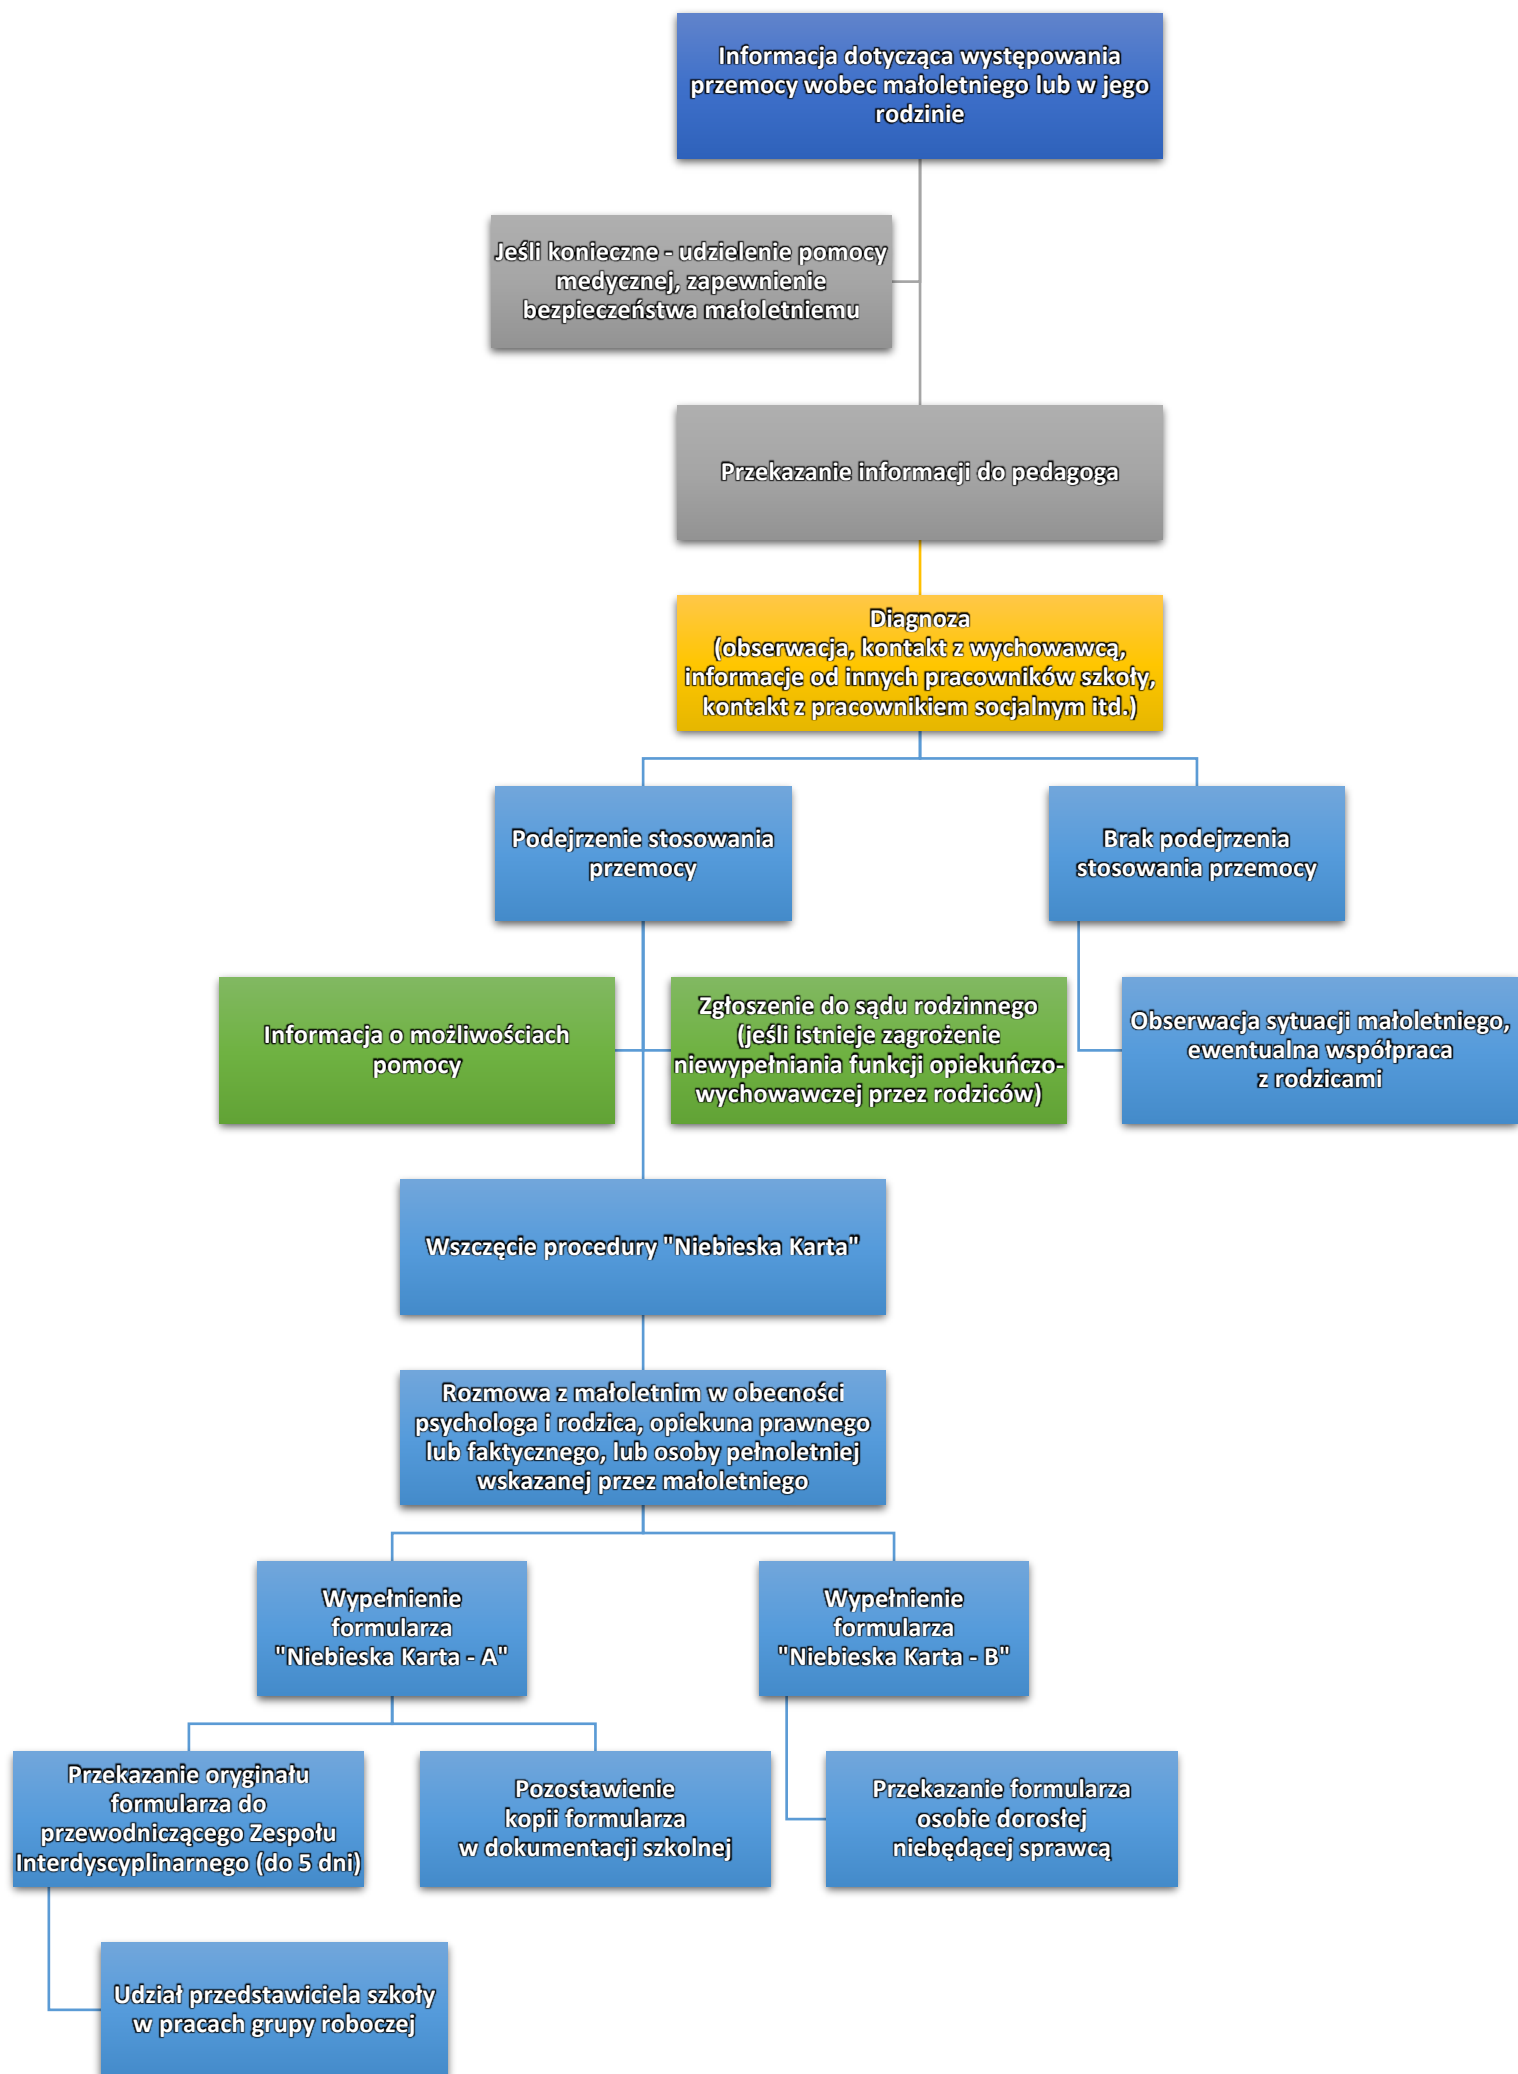 Informacja dotycząca występowania
przemocy wobec małoletniego lub w jego
rodzinie
Jeśli konieczne - udzielenie pomocy
medycznej, zapewnienie
bezpieczeństwa małoletniemu
Przekazanie informacji do pedagoga
Diagnoza
(obserwacja, kontakt z wychowawcą,
informacje od innych pracowników szkoły,
kontakt z pracownikiem socjalnym itd.)
Podejrzenie stosowania
przemocy
Brak podejrzenia
stosowania przemocy
Informacja o możliwościach
pomocy
Zgłoszenie do sądu rodzinnego
(jeśli istnieje zagrożenie
niewypełniania funkcji opiekuńczo-
wychowawczej przez rodziców)
Obserwacja sytuacji małoletniego,
ewentualna współpraca
z rodzicami
Wszczęcie procedury "Niebieska Karta"
Rozmowa z małoletnim w obecności
psychologa i rodzica, opiekuna prawnego
lub faktycznego, lub osoby pełnoletniej
wskazanej przez małoletniego
Wypełnienie
formularza
"Niebieska Karta - A"
Wypełnienie
formularza
"Niebieska Karta - B"
Przekazanie oryginału
formularza do
przewodniczącego Zespołu
Interdyscyplinarnego (do 5 dni)
Pozostawienie
kopii formularza
w dokumentacji szkolnej
Przekazanie formularza
osobie dorosłej
niebędącej sprawcą
Udział przedstawiciela szkoły
w pracach grupy roboczej